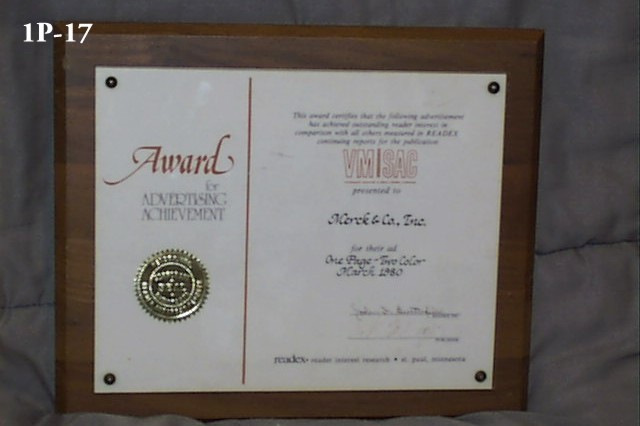 1P-17
Award
for
ADVERTISING
ACHIEVEMENT
This award certifies that the following advertisement
has achieved outstanding reader interest in
comparison with all others measured in READEX
continuing reports for the publication
VM|SAC
presented to
Merck & Co., Inc.
for their ad
One Page-Two Color
March, 1980
readex reader interest research • st. paul, minnesota